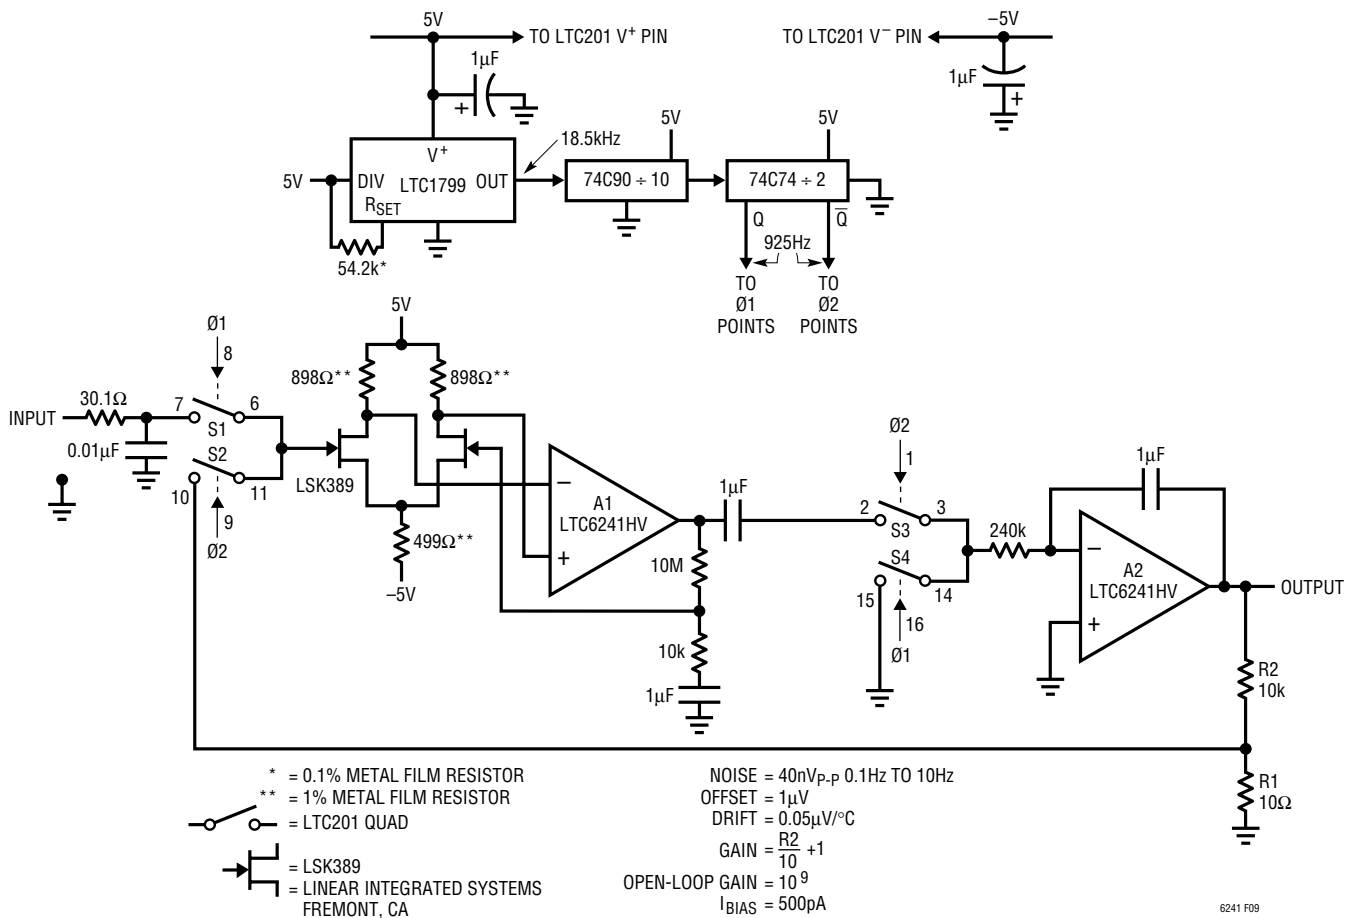 5V
TO LTC201 V+ PIN
1µF
+
–5V
TO LTC201 V– PIN
1µF
+
5V
DIV
V+
LTC1799
OUT
RSET
54.2k*
18.5kHz
5V
74C90 ÷ 10
5V
74C74 ÷ 2
Q
Q̅
925Hz
TO
Ø1
POINTS
TO
Ø2
POINTS
INPUT
30.1Ω
0.01µF
Ø1
8
7
6
S1
S2
10
11
9
Ø2
5V
898Ω**
898Ω**
LSK389
499Ω**
–5V
–
A1
LTC6241HV
+
1µF
10M
10k
1µF
Ø2
1
2
3
S3
S4
15
14
16
Ø1
240k
1µF
–
A2
LTC6241HV
+
OUTPUT
R2
10k
R1
10Ω
* = 0.1% METAL FILM RESISTOR
** = 1% METAL FILM RESISTOR
= LTC201 QUAD
= LSK389
= LINEAR INTEGRATED SYSTEMS
FREMONT, CA
NOISE = 40nVP-P 0.1Hz TO 10Hz
OFFSET = 1µV
DRIFT = 0.05µV/°C
GAIN = R2/10 +1
OPEN-LOOP GAIN = 10⁹
IBIAS = 500pA
6241 F09